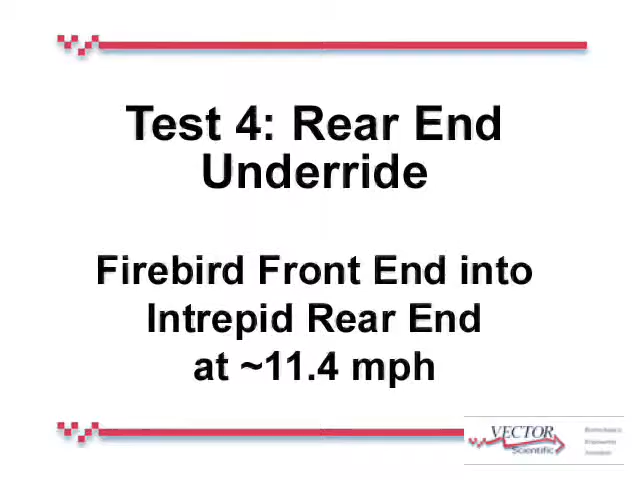 Test 4: Rear End
Underride
Firebird Front End into
Intrepid Rear End
at ~11.4 mph
VECTOR
Scientific